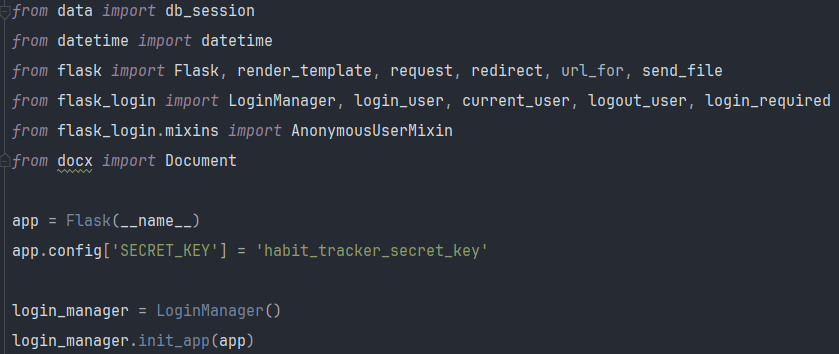 from data import db_session
from datetime import datetime
from flask import Flask, render_template, request, redirect, url_for, send_file
from flask_login import LoginManager, login_user, current_user, logout_user, login_required
from flask_login.mixins import AnonymousUserMixin
from docx import Document
app = Flask(__name__)
app.config['SECRET_KEY'] = 'habit_tracker_secret_key'
login_manager = LoginManager()
login_manager.init_app(app)